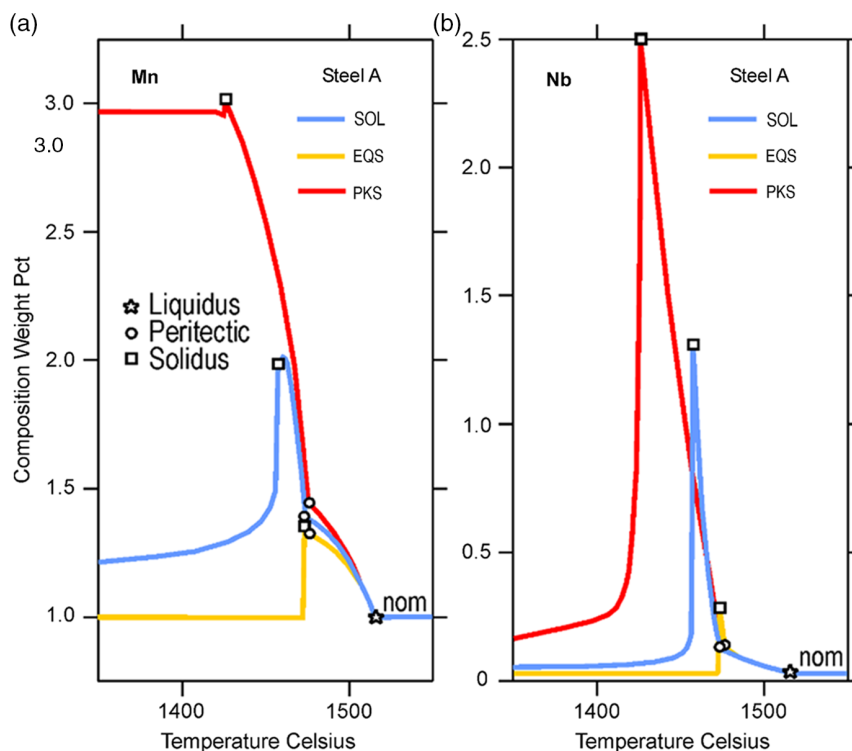 (a)
Mn
Steel A
SOL
EQS
PKS
3.0
3.0
2.5
2.0
1.5
1.0
Composition Weight Pct
Liquidus
Peritectic
Solidus
nom
1400
1500
Temperature Celsius
(b)
Nb
Steel A
SOL
EQS
PKS
2.5
2.0
1.5
1.0
0.5
0
nom
1400
1500
Temperature Celsius